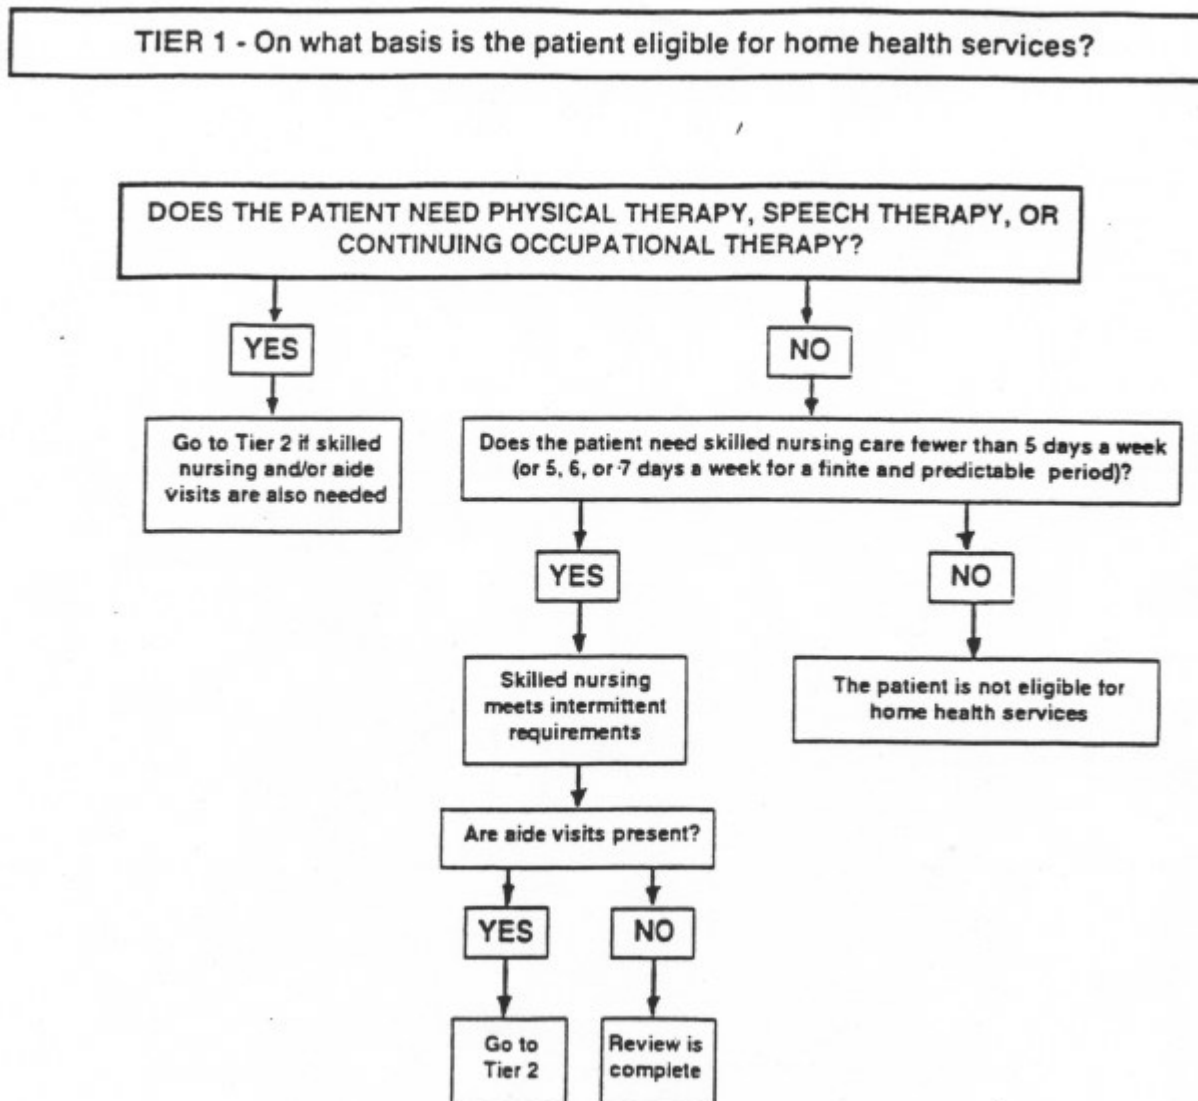 TIER 1 - On what basis is the patient eligible for home health services?
DOES THE PATIENT NEED PHYSICAL THERAPY, SPEECH THERAPY, OR
CONTINUING OCCUPATIONAL THERAPY?
YES
NO
Go to Tier 2 if skilled
nursing and/or aide
visits are also needed
Does the patient need skilled nursing care fewer than 5 days a week
(or 5, 6, or 7 days a week for a finite and predictable period)?
YES
NO
Skilled nursing
meets intermittent
requirements
The patient is not eligible for
home health services
Are aide visits present?
YES
NO
Go to
Tier 2
Review is
complete